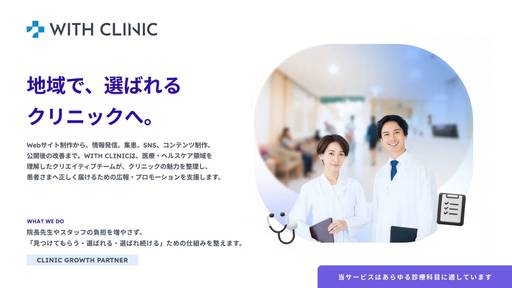 WITH CLINIC
地域で、選ばれる
クリニックへ。
Webサイト制作から、情報発信、集患、SNS、コンテンツ制作、
公開後の改善まで。WITH CLINICは、医療・ヘルスケア領域を
理解したクリエイティブチームが、クリニックの魅力を整理し、
患者さまへ正しく届けるための広報・プロモーションを支援します。
WHAT WE DO
院長先生やスタッフの負担を増やさず、
「見つけてもらう・選ばれる・選ばれ続ける」ための仕組みを整えます。
CLINIC GROWTH PARTNER
当サービスはあらゆる診療科目に適しています